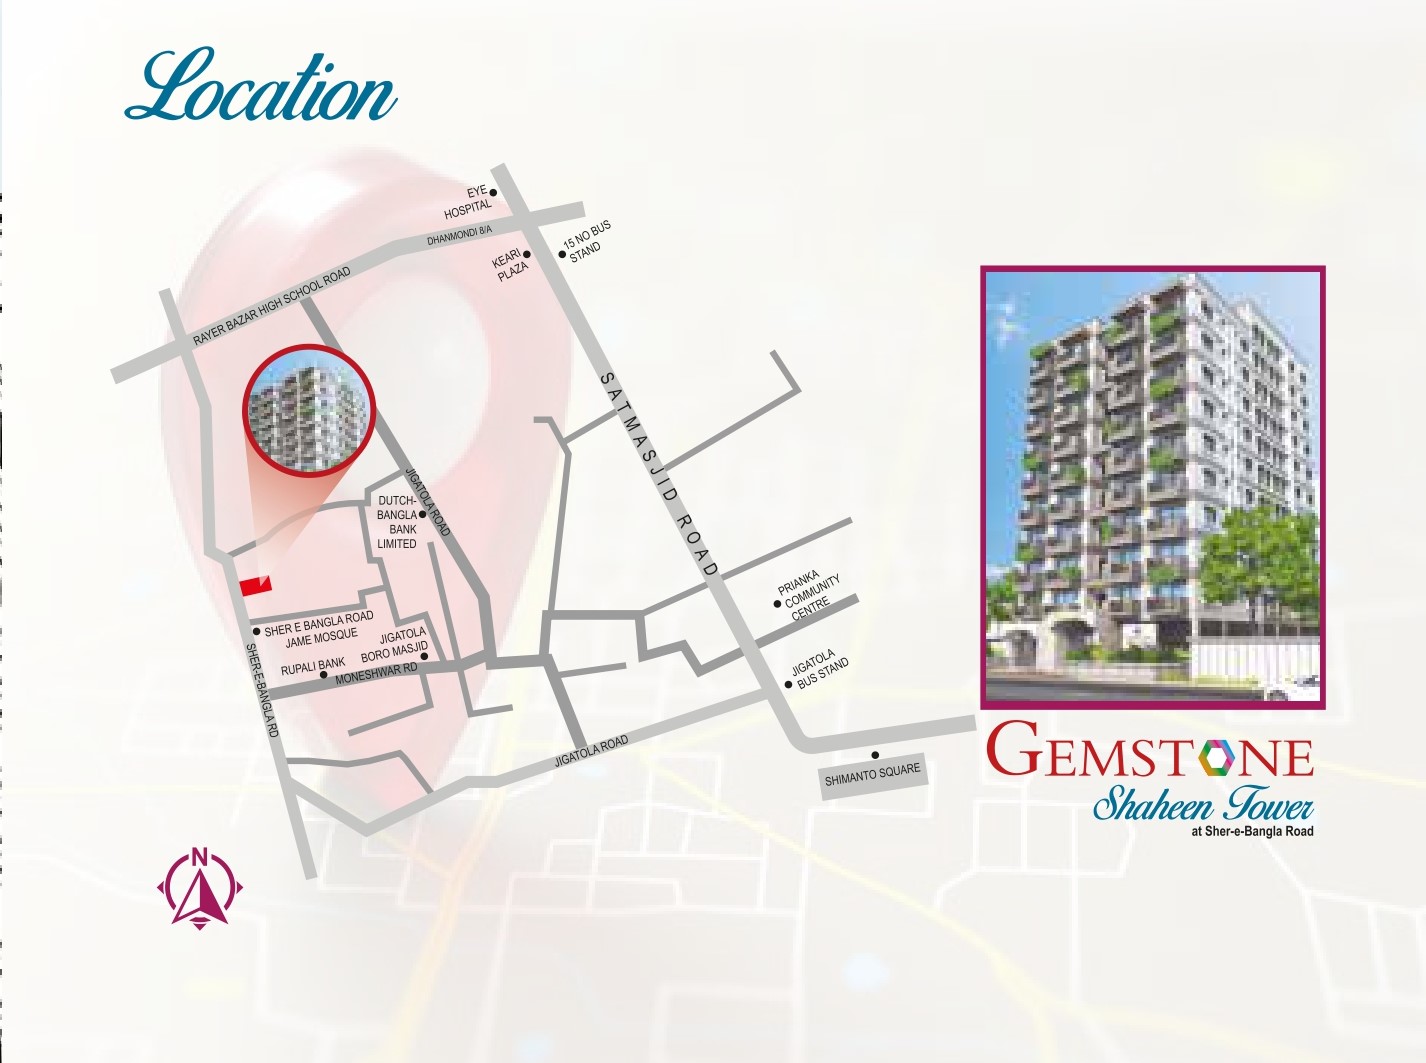 Location
EYE
HOSPITAL
DHANMONDI 8/A
15 NO BUS
STAND
KEARI
PLAZA
RAYER BAZAR HIGH SCHOOL ROAD
SATMASJID ROAD
JIGATOLA ROAD
DUTCH-
BANGLA
BANK
LIMITED
PRIANKA
COMMUNITY
CENTRE
SHER E BANGLA ROAD
JAME MOSQUE
JIGATOLA
BORO MASJID
RUPALI BANK
MONESHWAR RD
SHER-E-BANGLA RD
JIGATOLA
BUS STAND
JIGATOLA ROAD
SHIMANTO SQUARE
GEMSTONE
Shaheen Tower
at Sher-e-Bangla Road
N